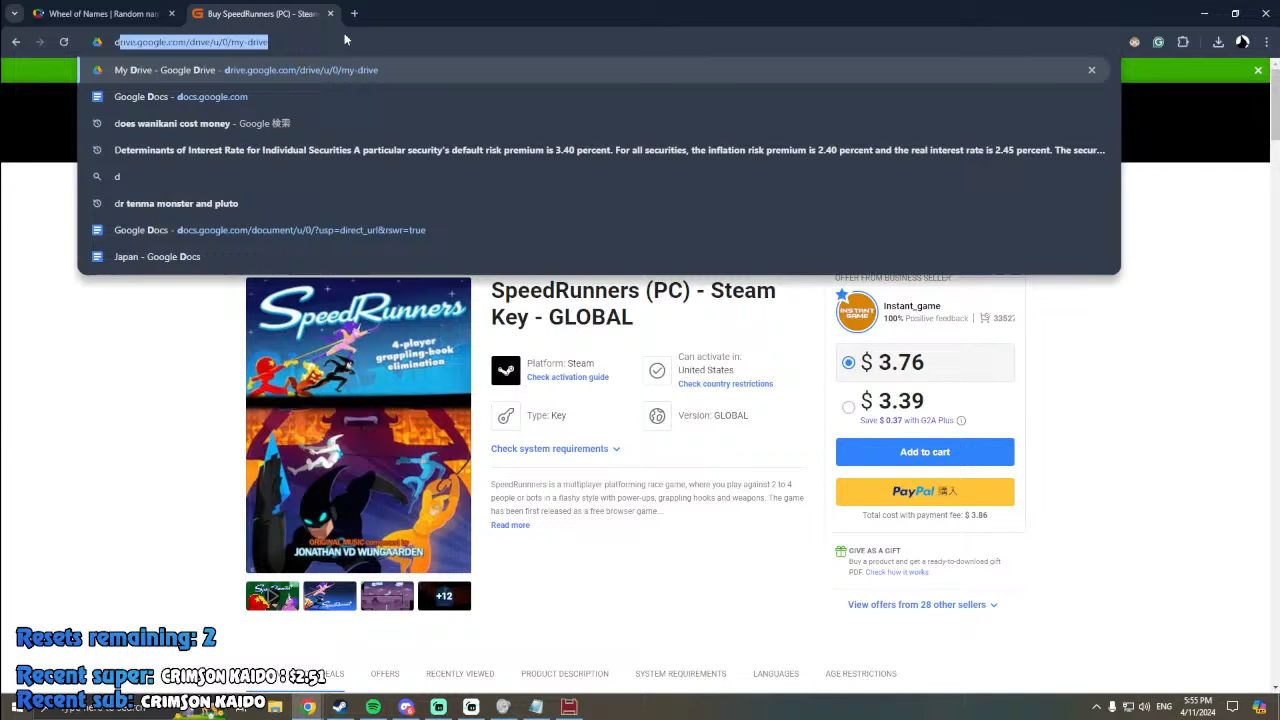 Wheel of Names | Random na
Buy SpeedRunners (PC) - Steam
drive.google.com/drive/u/0/my-drive
My Drive - Google Drive - drive.google.com/drive/u/0/my-drive
Google Docs - docs.google.com
does wanikani cost money - Google 検索
Determinants of Interest Rate for Individual Securities A particular security's default risk premium is 3.40 percent. For all securities, the inflation risk premium is 2.40 percent and the real interest rate is 2.45 percent. The secur...
d
dr tenma monster and pluto
Google Docs - docs.google.com/document/u/0/?usp=direct_url&rswr=true
Japan - Google Docs
SpeedRunners
4-player
grappling-hook
elimination
ORIGINAL MUSIC composed by
JONATHAN VD WIJNGAARDEN
+12
SpeedRunners (PC) - Steam
Key - GLOBAL
Platform: Steam
Check activation guide
Can activate in:
United States
Check country restrictions
Type: Key
Version: GLOBAL
Check system requirements
SpeedRunners is a multiplayer platforming race game, where you play against 2 to 4
people or bots in a flashy style with power-ups, grappling hooks and weapons. The game
has been first released as a free browser game...
Read more
OFFER FROM BUSINESS SELLER
INSTANT
GAME
Instant_game
100% Positive feedback | 33527
$ 3.76
$ 3.39
Save $ 0.37 with G2A Plus
Add to cart
PayPal 購入
Total cost with payment fee: $ 3.86
GIVE AS A GIFT
Buy a product and get a ready-to-download gift
PDF. Check how it works
View offers from 28 other sellers
Resets remaining: 2
Recent super: CRIMSON KAIDO : $2.51
Recent sub: CRIMSON KAIDO
EALS
OFFERS
RECENTLY VIEWED
PRODUCT DESCRIPTION
SYSTEM REQUIREMENTS
LANGUAGES
AGE RESTRICTIONS
5:55 PM
4/11/2024